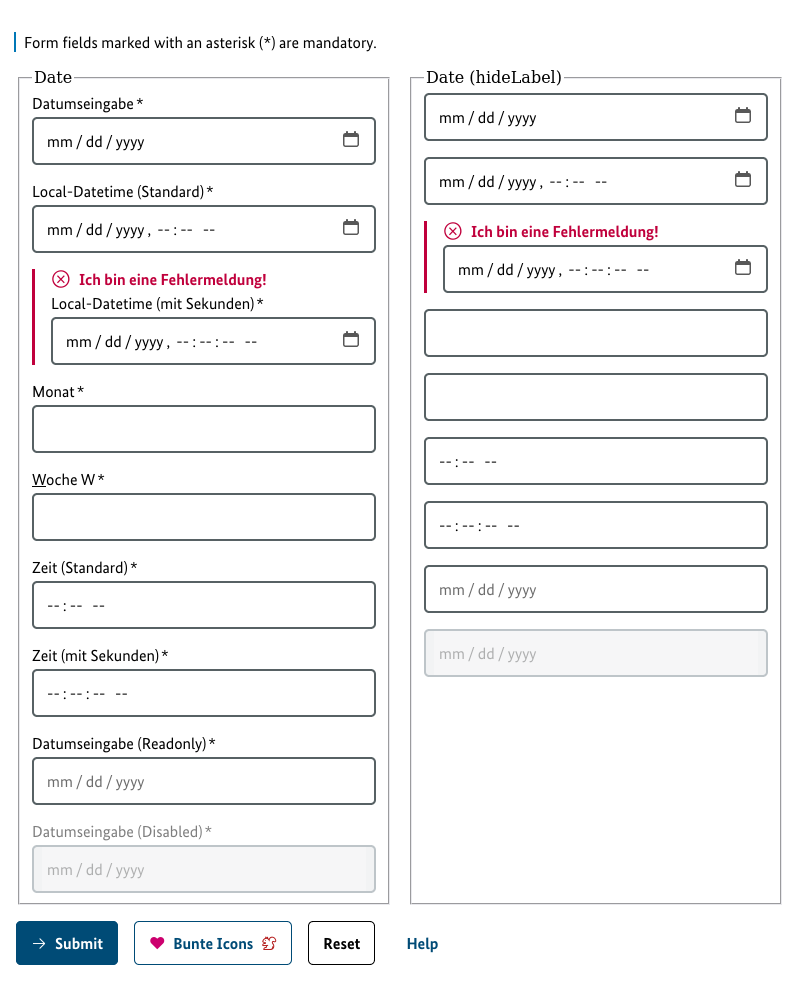 Form fields marked with an asterisk (*) are mandatory.
Date
Datumseingabe *
mm / dd / yyyy
Local-Datetime (Standard) *
mm / dd / yyyy , -- : -- --
Ich bin eine Fehlermeldung!
Local-Datetime (mit Sekunden) *
mm / dd / yyyy , -- : -- : -- --
Monat *
Woche W *
Zeit (Standard) *
-- : -- --
Zeit (mit Sekunden) *
-- : -- : -- --
Datumseingabe (Readonly) *
mm / dd / yyyy
Datumseingabe (Disabled) *
mm / dd / yyyy
Date (hideLabel)
mm / dd / yyyy
mm / dd / yyyy , -- : -- --
Ich bin eine Fehlermeldung!
mm / dd / yyyy , -- : -- : -- --
-- : -- --
-- : -- : -- --
mm / dd / yyyy
mm / dd / yyyy
Submit
Bunte Icons
Reset
Help